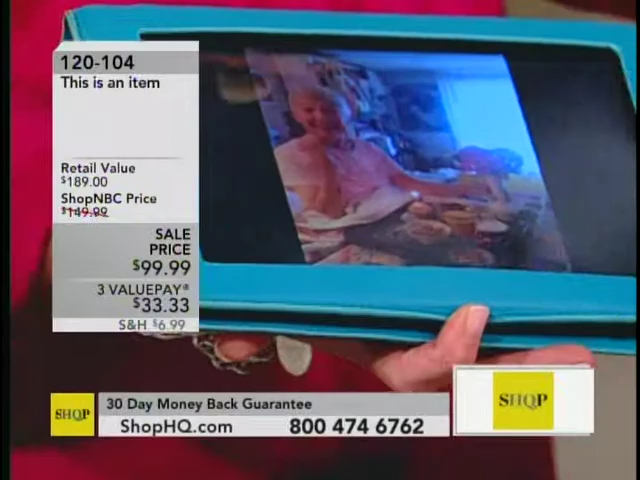 120-104
This is an item
Retail Value
$189.00
ShopNBC Price
$149.99
SALE
PRICE
$99.99
3 VALUEPAY®
$33.33
S&H $6.99
SHQP
30 Day Money Back Guarantee
ShopHQ.com 800 474 6762
SHQP